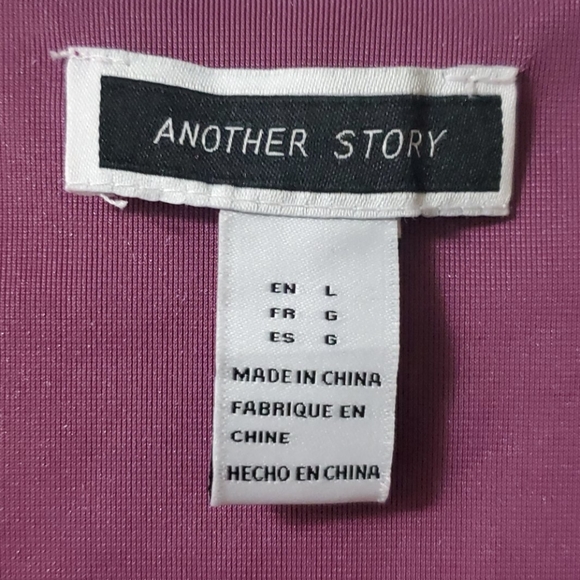 ANOTHER STORY
EN L
FR G
ES G
MADE IN CHINA
FABRIQUE EN
CHINE
HECHO EN CHINA